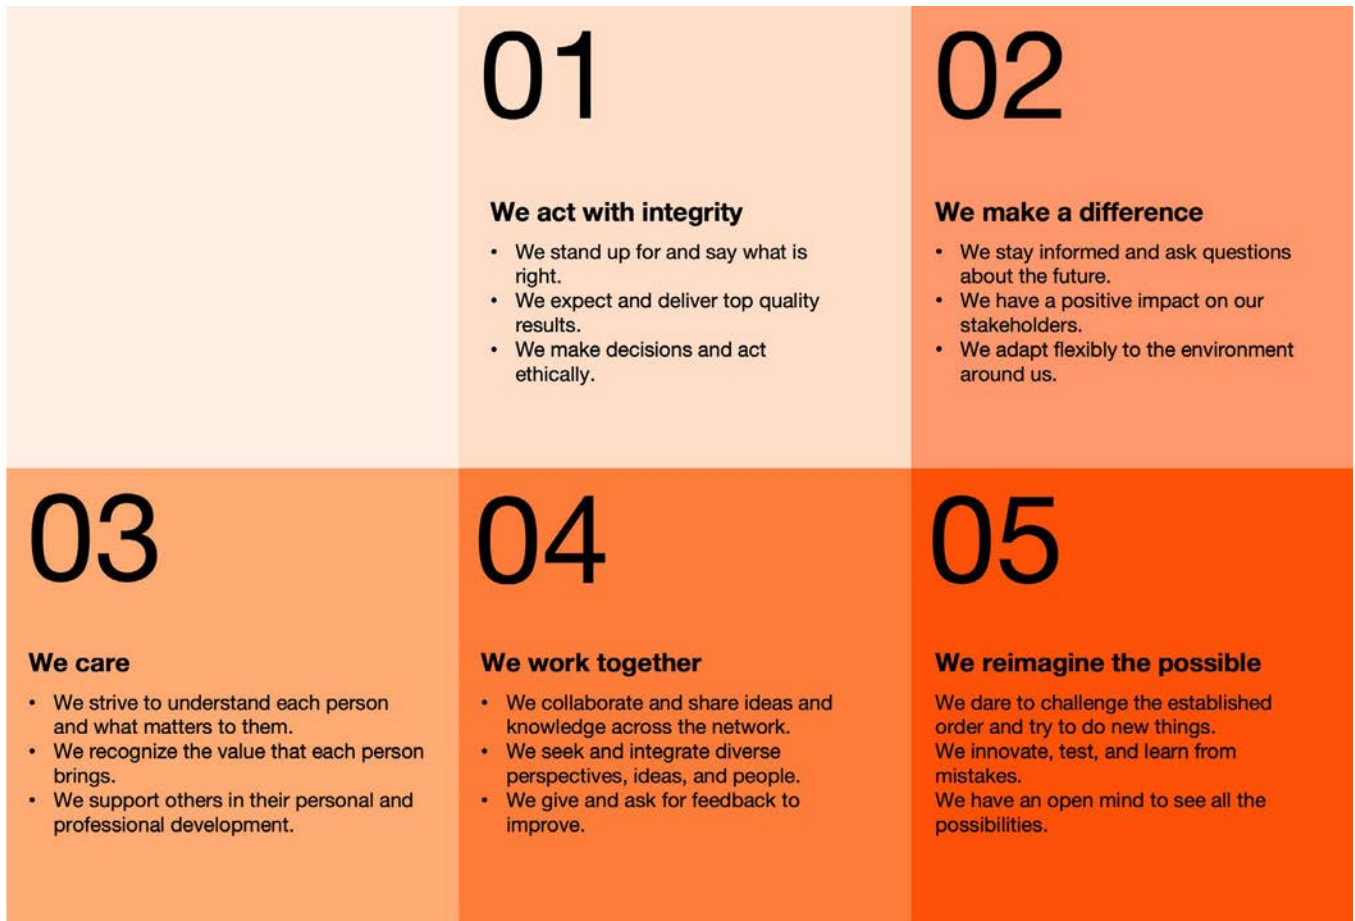 01
We act with integrity
• We stand up for and say what is
right.
• We expect and deliver top quality
results.
• We make decisions and act
ethically.
02
We make a difference
• We stay informed and ask questions
about the future.
• We have a positive impact on our
stakeholders.
• We adapt flexibly to the environment
around us.
03
We care
• We strive to understand each person
and what matters to them.
• We recognize the value that each person
brings.
• We support others in their personal and
professional development.
04
We work together
• We collaborate and share ideas and
knowledge across the network.
• We seek and integrate diverse
perspectives, ideas, and people.
• We give and ask for feedback to
improve.
05
We reimagine the possible
We dare to challenge the established
order and try to do new things.
We innovate, test, and learn from
mistakes.
We have an open mind to see all the
possibilities.